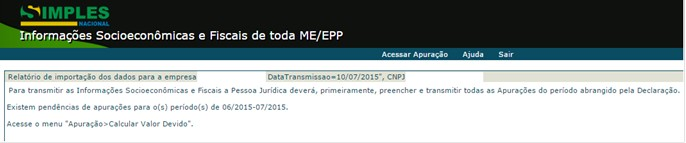 SIMPLES
NACIONAL
Informações Socioeconômicas e Fiscais de toda ME/EPP
Acessar Apuração Ajuda Sair
Relatório de importação dos dados para a empresa DataTransmissao=10/07/2015", CNPJ
Para transmitir as Informações Socioeconômicas e Fiscais a Pessoa Jurídica deverá, primeiramente, preencher e transmitir todas as Apurações do período abrangido pela Declaração.
Existem pendências de apurações para o(s) período(s) de 06/2015-07/2015.
Acesse o menu "Apuração>Calcular Valor Devido".